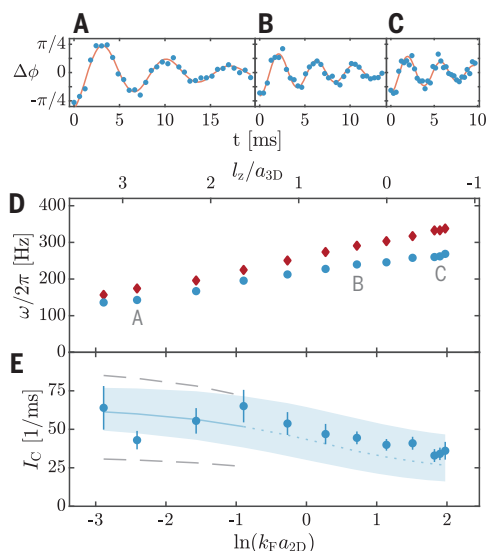 A B C
π/4
Δϕ 0
-π/4
0 5 10 15 0 5 10 0 5 10
t [ms]
l_z/a_3D
3 2 1 0 -1
D
400
300
ω/2π [Hz]
200
100
0
A B C
E
75
I_C [1/ms]
50
25
0
-3 -2 -1 0 1 2
ln(k_F a_2D)